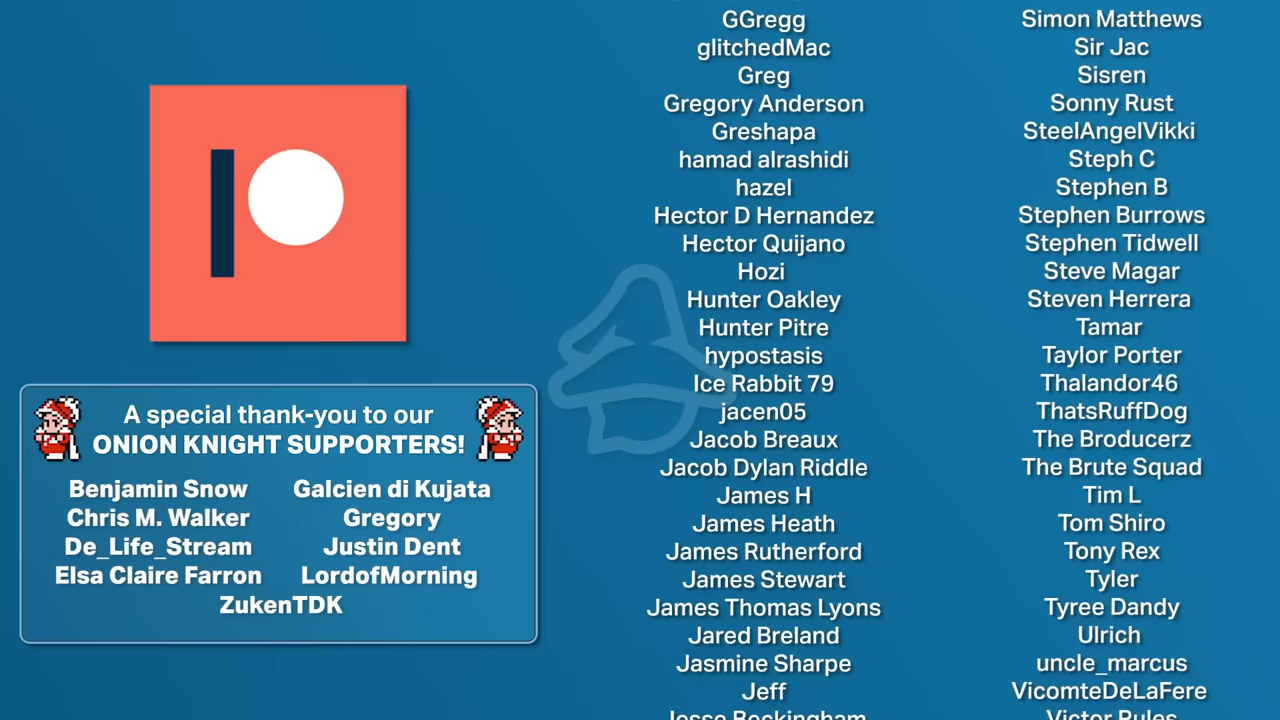 A special thank-you to our
ONION KNIGHT SUPPORTERS!
Benjamin Snow
Galcien di Kujata
Chris M. Walker
Gregory
De_Life_Stream
Justin Dent
Elsa Claire Farron
LordofMorning
ZukenTDK
GGregg
glitchedMac
Greg
Gregory Anderson
Greshapa
hamad alrashidi
hazel
Hector D Hernandez
Hector Quijano
Hozi
Hunter Oakley
Hunter Pitre
hypostasis
Ice Rabbit 79
jacen05
Jacob Breaux
Jacob Dylan Riddle
James H
James Heath
James Rutherford
James Stewart
James Thomas Lyons
Jared Breland
Jasmine Sharpe
Jeff
Simon Matthews
Sir Jac
Sisren
Sonny Rust
SteelAngelVikki
Steph C
Stephen B
Stephen Burrows
Stephen Tidwell
Steve Magar
Steven Herrera
Tamar
Taylor Porter
Thalandor46
ThatsRuffDog
The Broducerz
The Brute Squad
Tim L
Tom Shiro
Tony Rex
Tyler
Tyree Dandy
Ulrich
uncle_marcus
VicomteDeLaFere